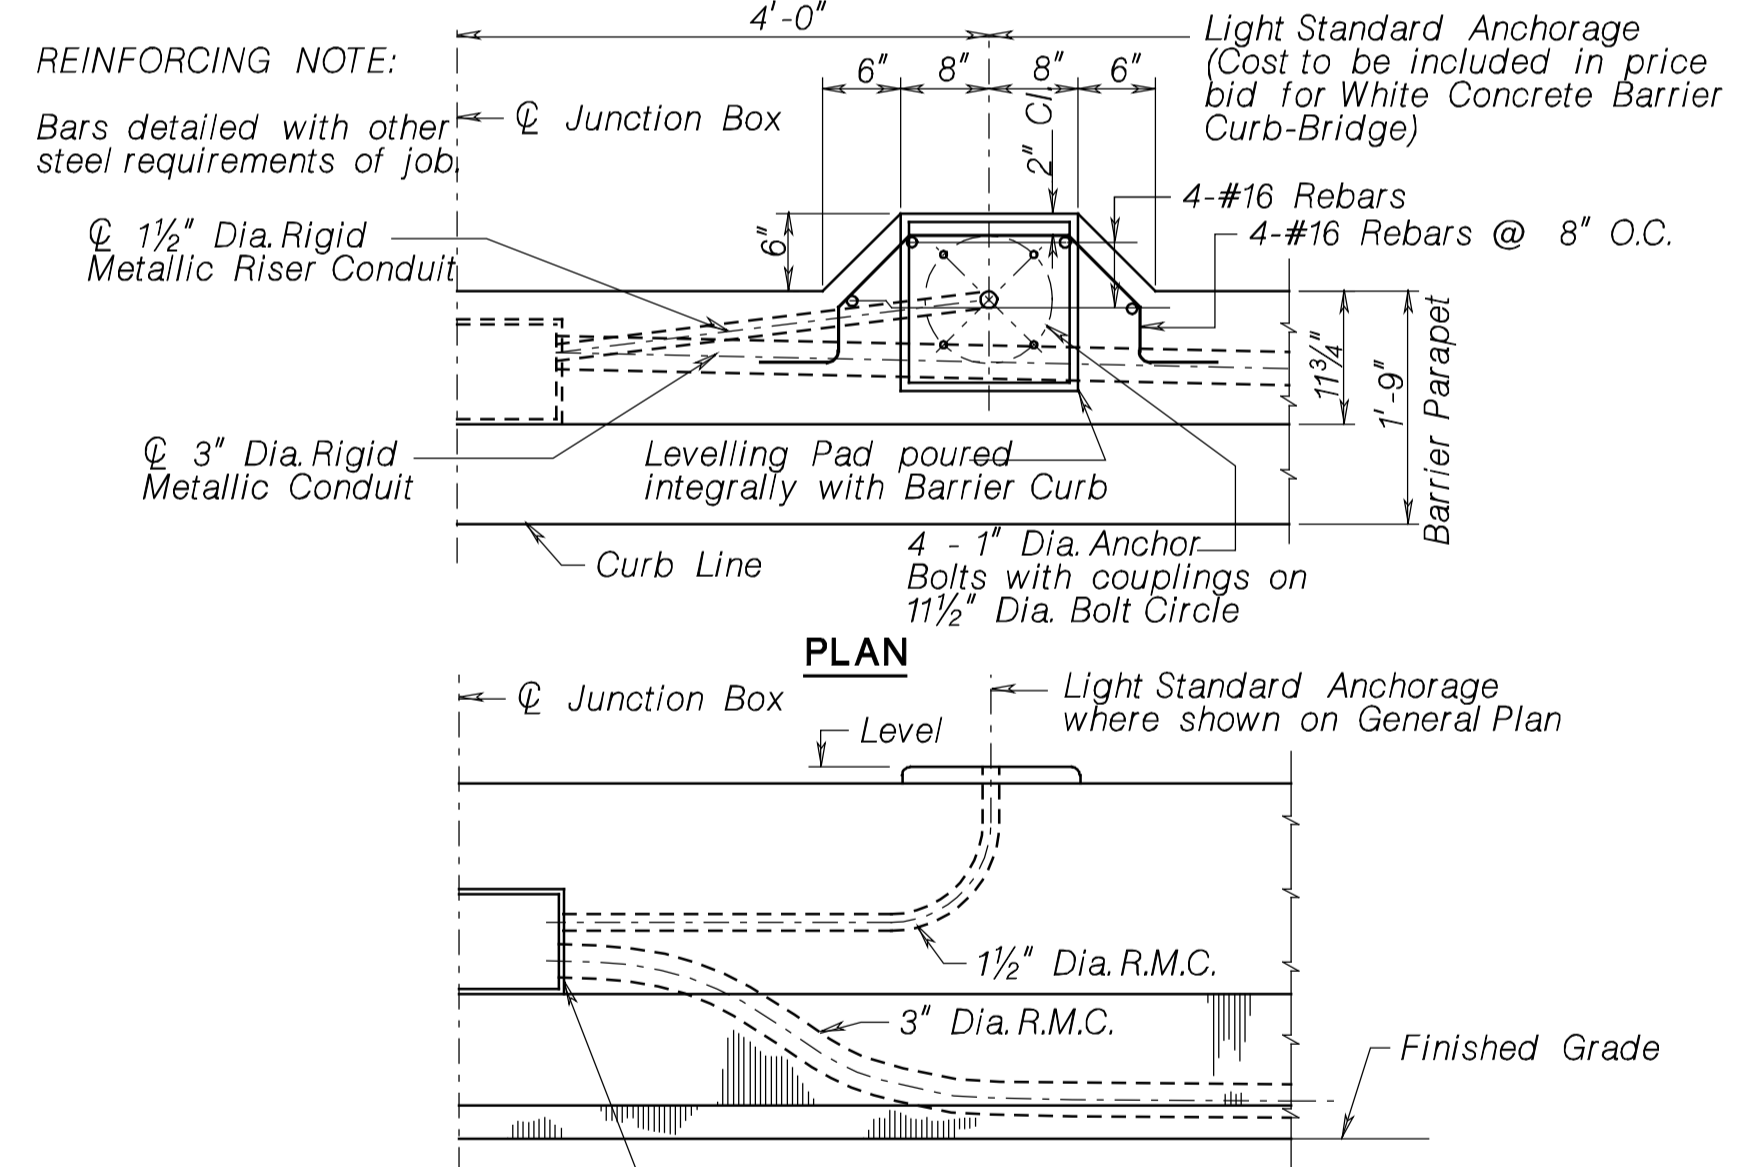 4'-0"
REINFORCING NOTE:
Bars detailed with other
steel requirements of job.
℄ Junction Box
6" 8" 8" 6"
2" Cl.
Light Standard Anchorage
(Cost to be included in price
bid for White Concrete Barrier
Curb-Bridge)
4-#16 Rebars
4-#16 Rebars @ 8" O.C.
℄ 1½" Dia. Rigid
Metallic Riser Conduit
6"
11¾"
1'-9"
Barrier Parapet
℄ 3" Dia. Rigid
Metallic Conduit
Levelling Pad poured
integrally with Barrier Curb
Curb Line
4 - 1" Dia. Anchor
Bolts with couplings on
11½" Dia. Bolt Circle
PLAN
℄ Junction Box
Level
Light Standard Anchorage
where shown on General Plan
1½" Dia. R.M.C.
3" Dia. R.M.C.
Finished Grade